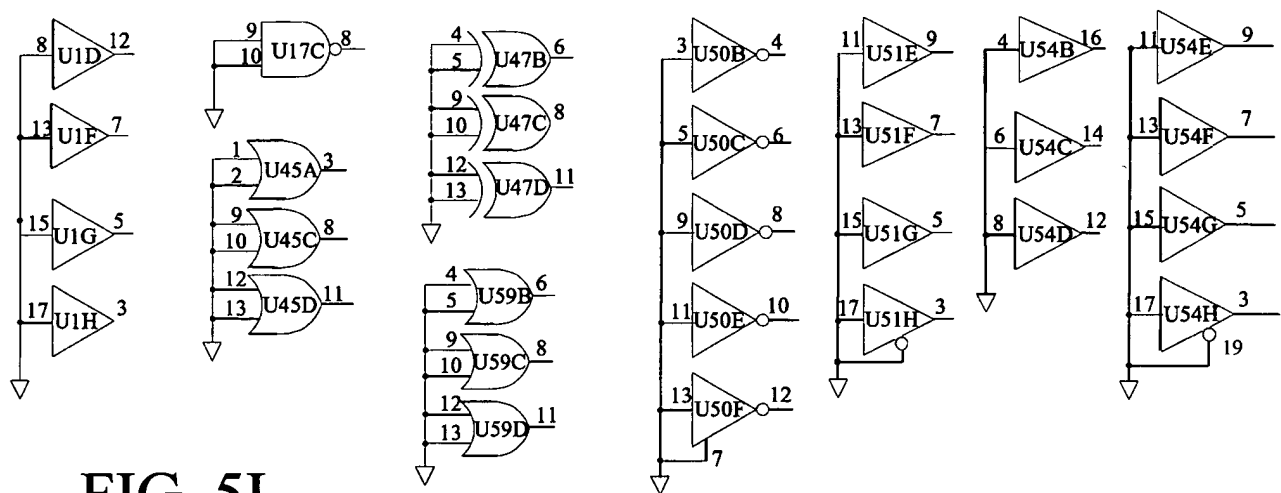 8 U1D 12
13 U1F 7
15 U1G 5
17 U1H 3
9 10 U17C 8
1 2 U45A 3
9 10 U45C 8
12 13 U45D 11
4 5 U47B 6
9 10 U47C 8
12 13 U47D 11
4 5 U59B 6
9 10 U59C 8
12 13 U59D 11
3 U50B 4
5 U50C 6
9 U50D 8
11 U50E 10
13 U50F 12
7
11 U51E 9
13 U51F 7
15 U51G 5
17 U51H 3
4 U54B 16
6 U54C 14
8 U54D 12
11 U54E 9
13 U54F 7
15 U54G 5
17 U54H 3
19